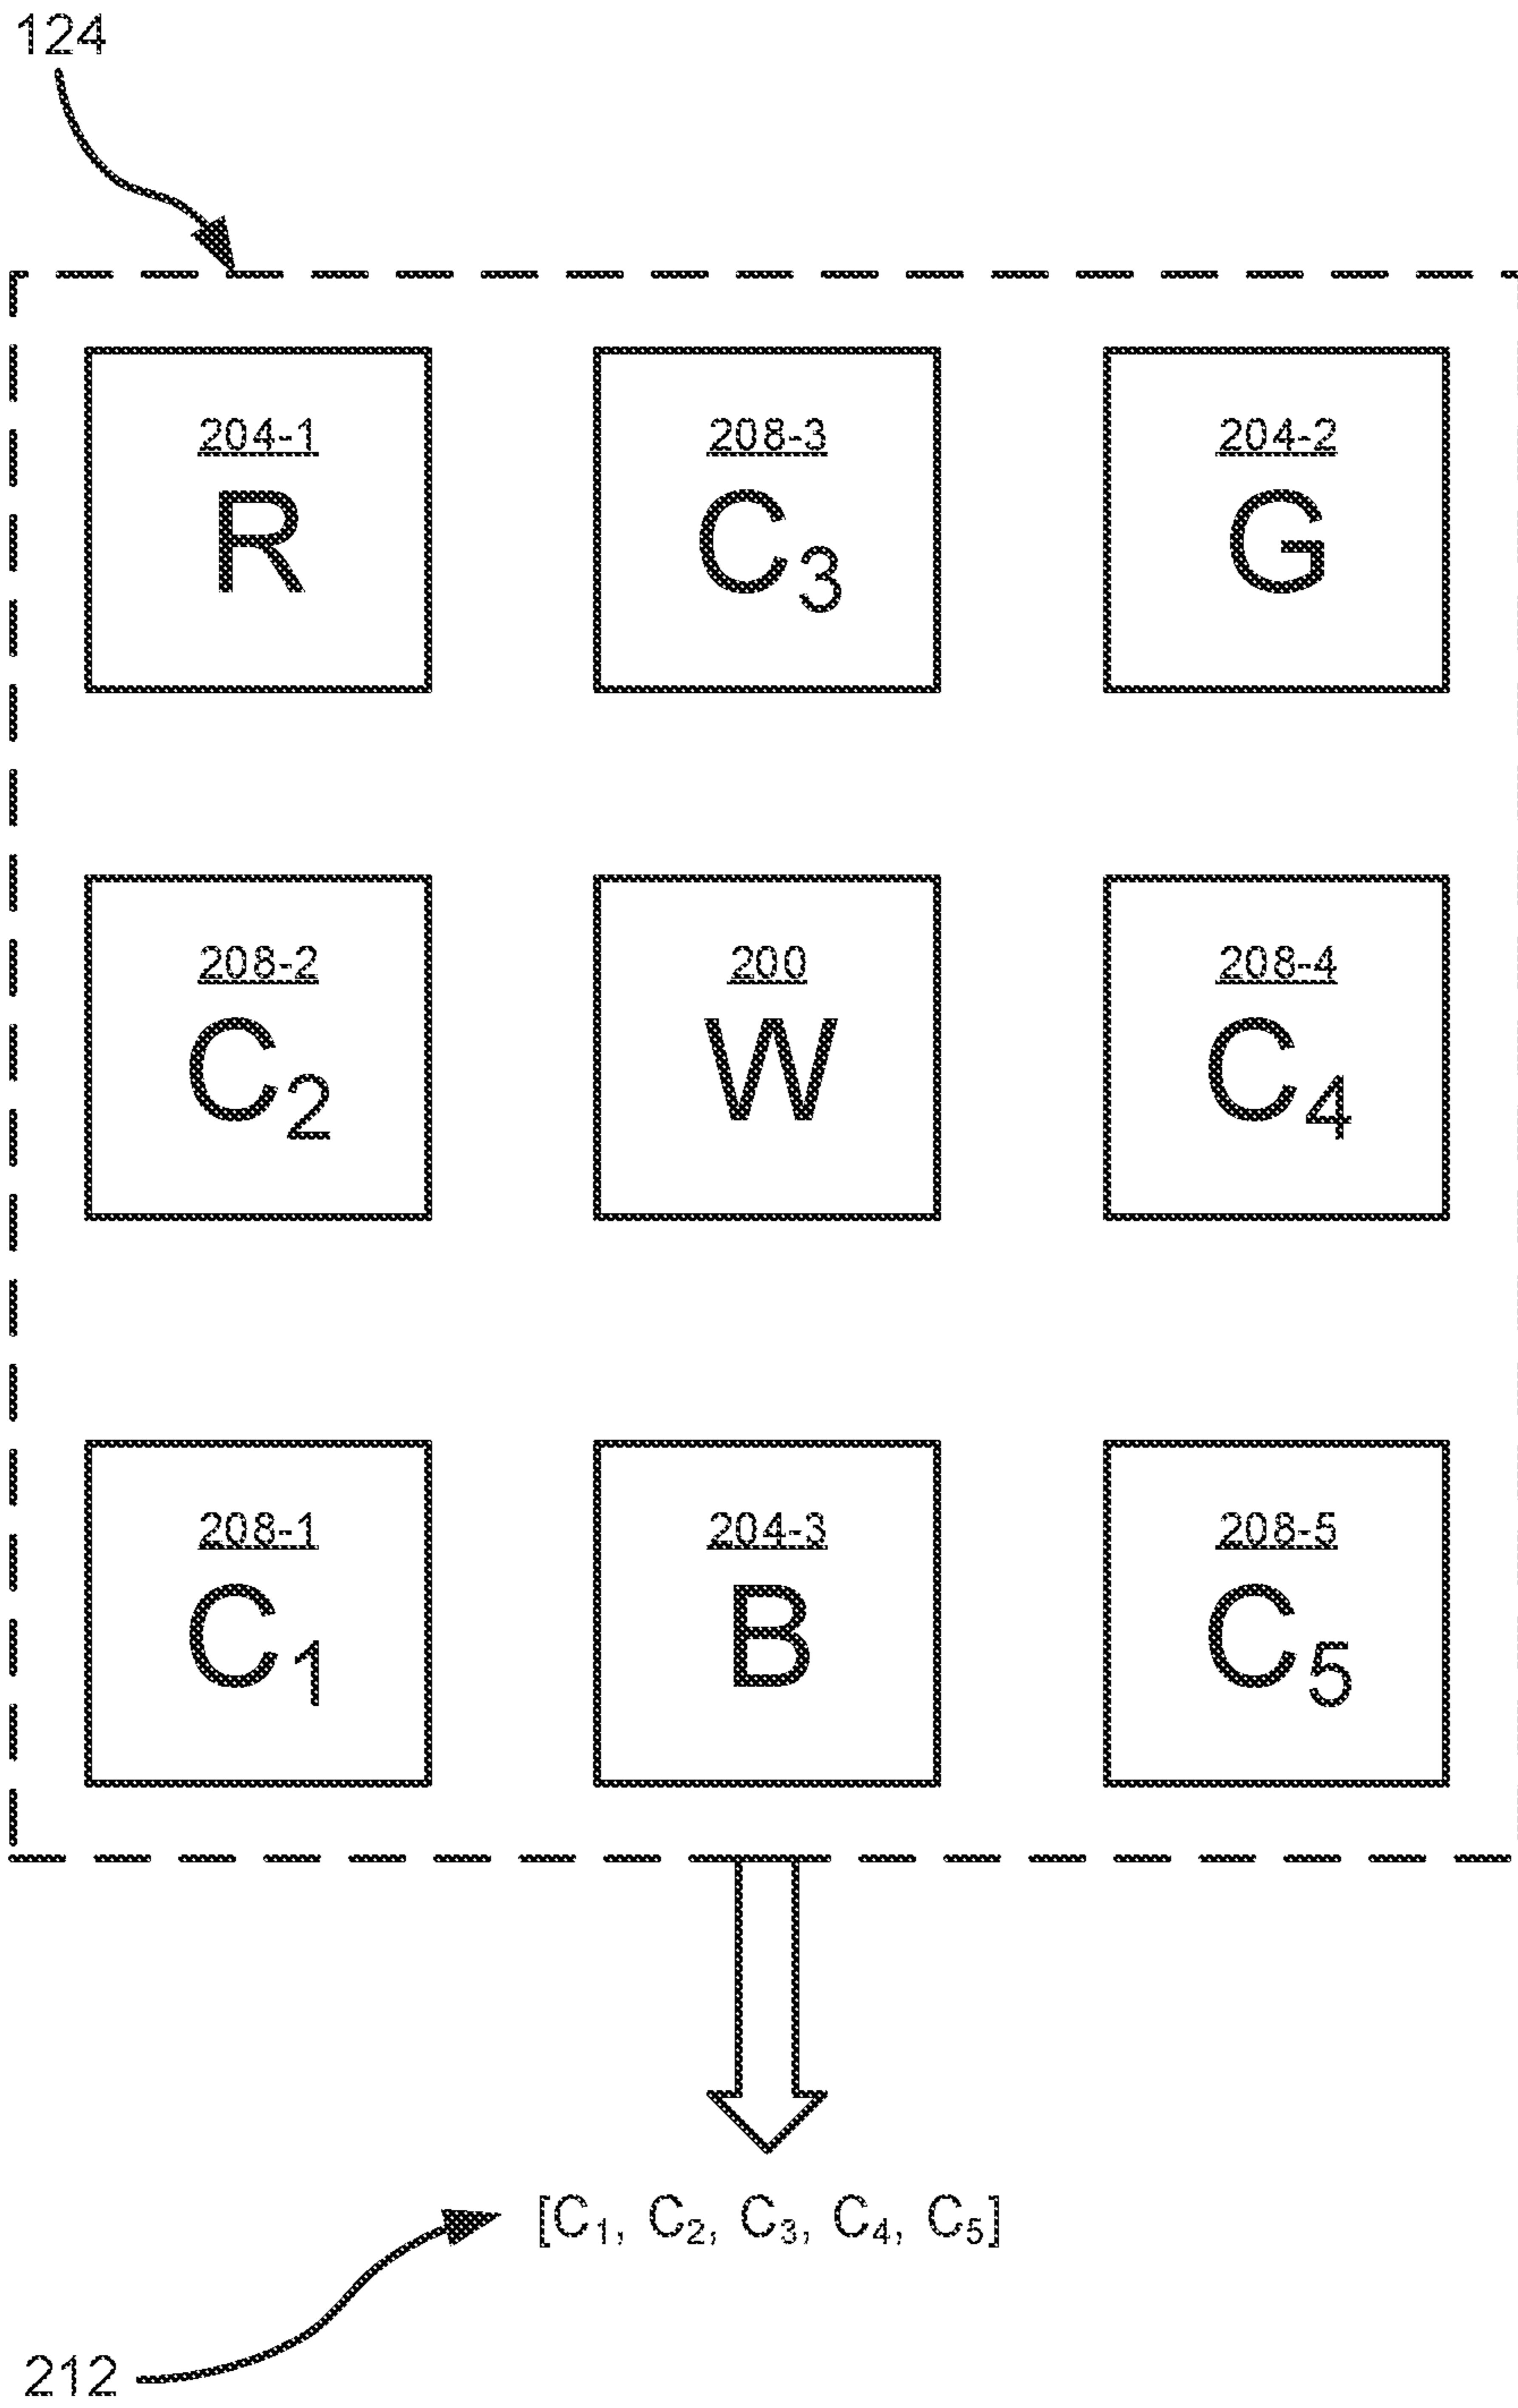 124
204-1 208-3 204-2
R C₃ G
208-2 200 208-4
C₂ W C₄
208-1 204-3 208-5
C₁ B C₅
[C₁, C₂, C₃, C₄, C₅]
212